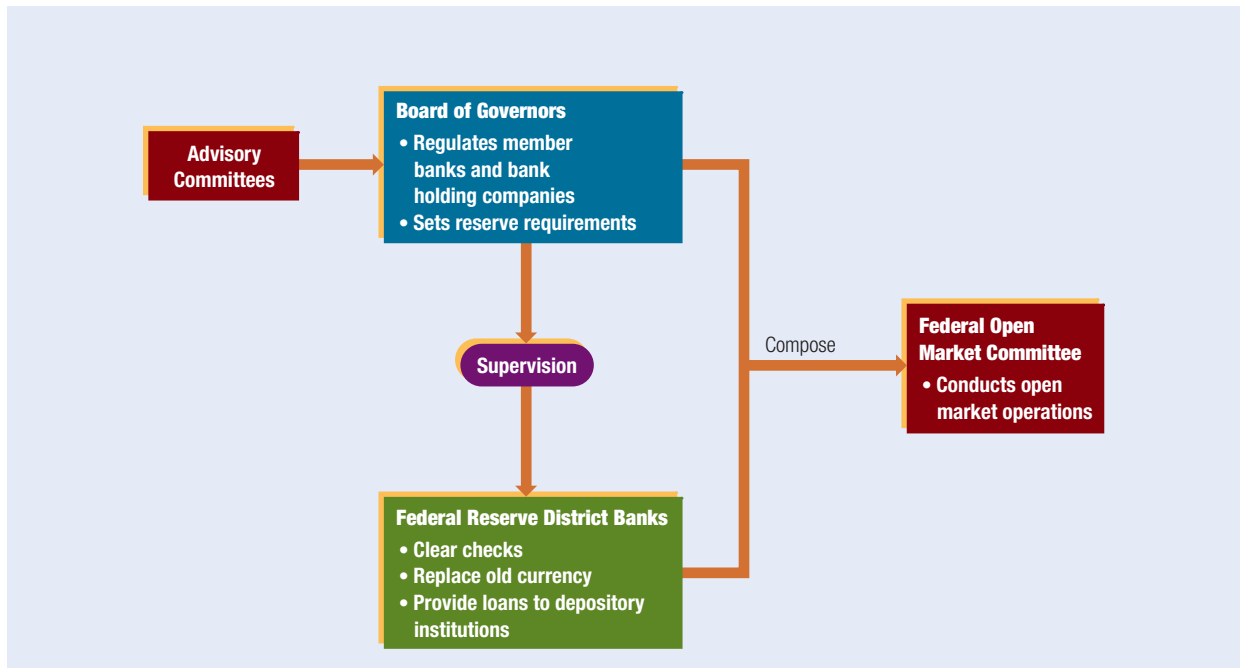 Advisory
Committees
Board of Governors
• Regulates member
banks and bank
holding companies
• Sets reserve requirements
Supervision
Federal Reserve District Banks
• Clear checks
• Replace old currency
• Provide loans to depository
institutions
Compose
Federal Open
Market Committee
• Conducts open
market operations